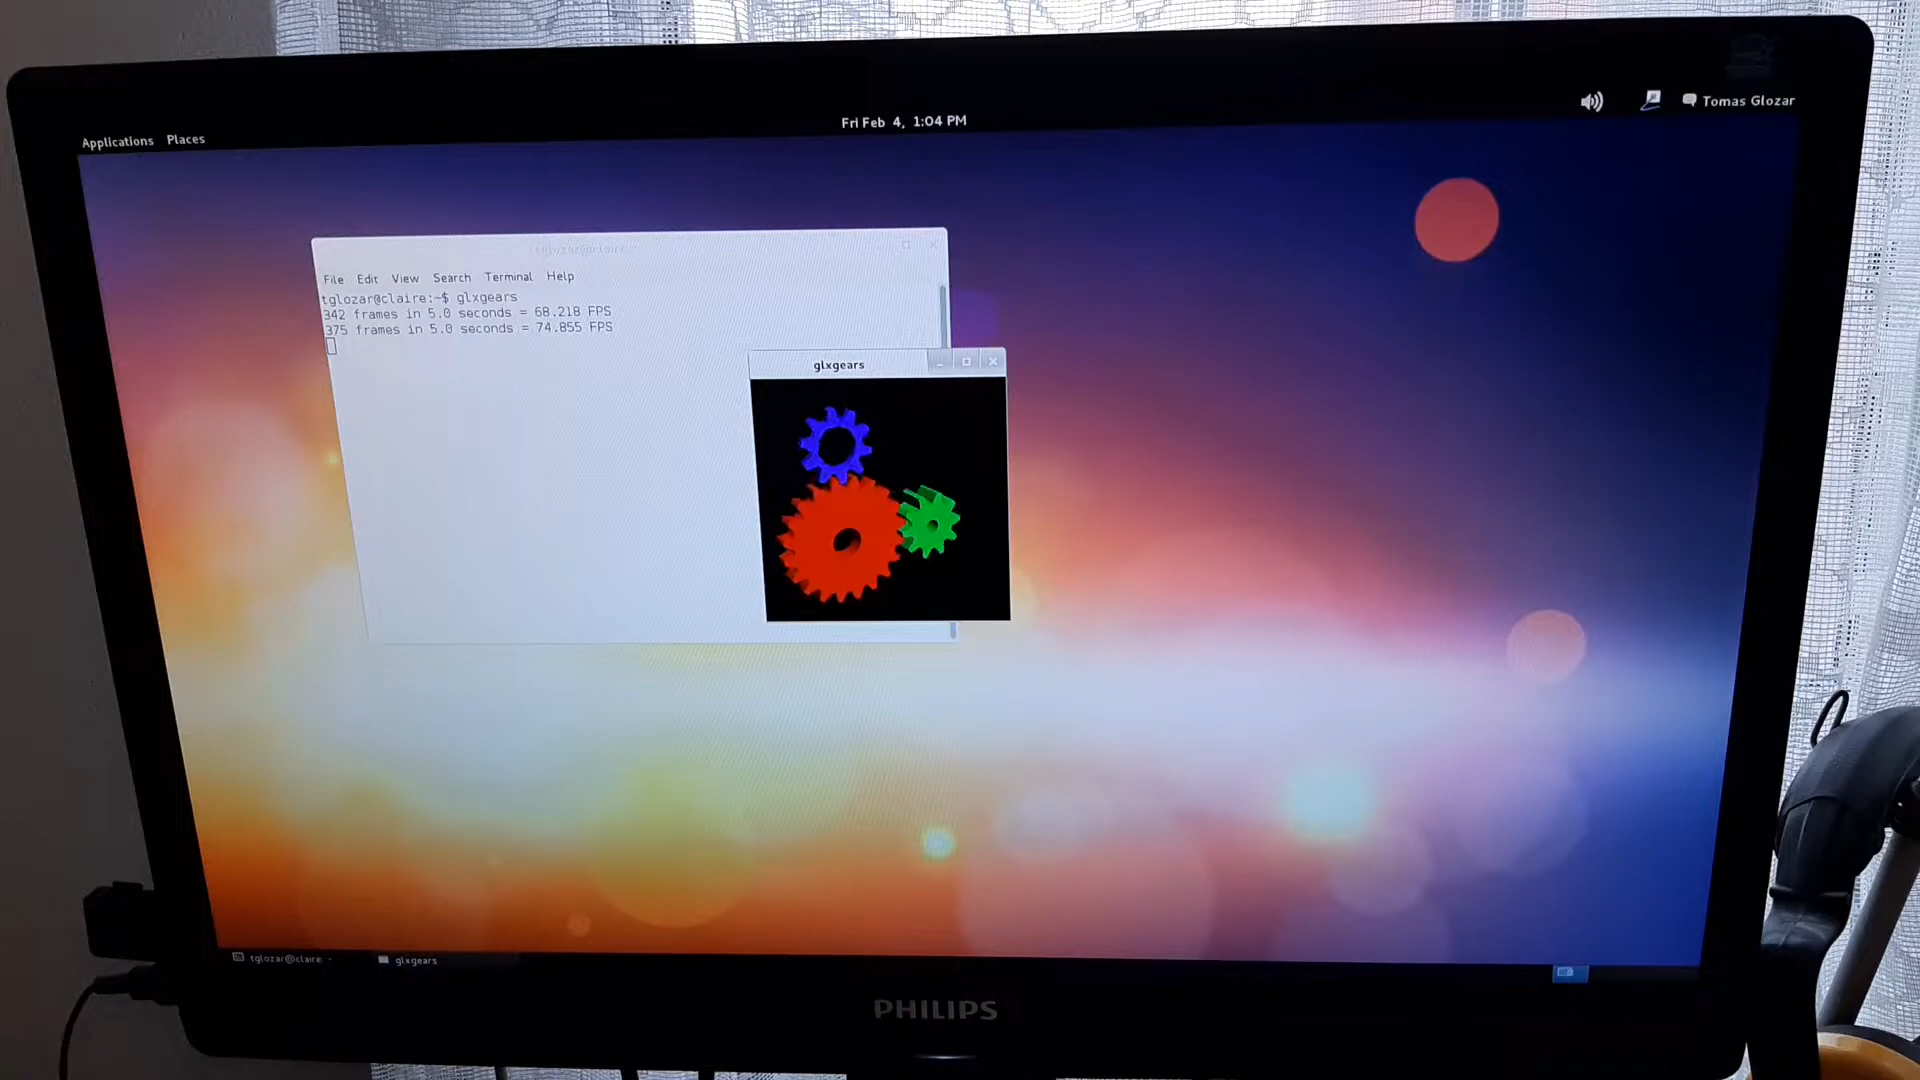 Applications Places
Fri Feb 4, 1:04 PM
Tomas Glozar
tglozar@claire: ~
File Edit View Search Terminal Help
tglozar@claire:~$ glxgears
342 frames in 5.0 seconds = 68.218 FPS
375 frames in 5.0 seconds = 74.855 FPS
glxgears
tglozar@claire: ~
glxgears
PHILIPS